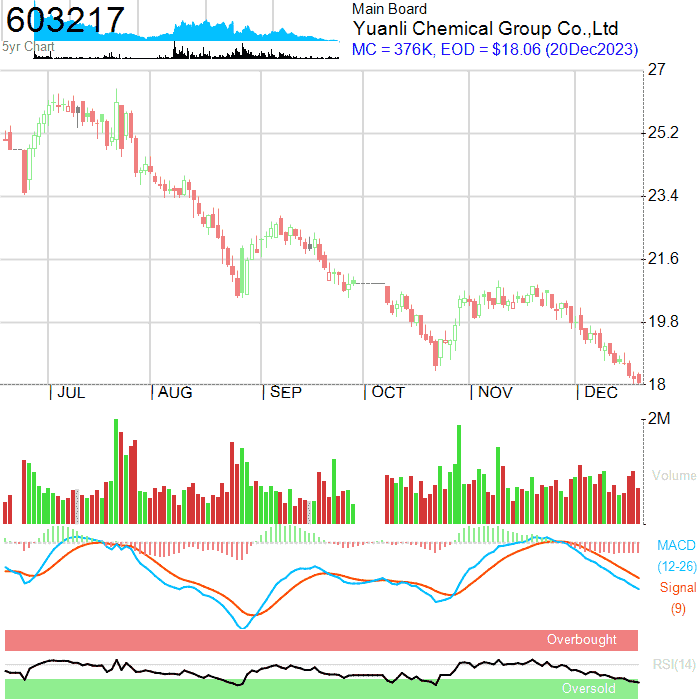 603217
5yr Chart
Main Board
Yuanli Chemical Group Co.,Ltd
MC = 376K, EOD = $18.06 (20Dec2023)
27
25.2
23.4
21.6
19.8
18
JUL AUG SEP OCT NOV DEC
2M
Volume
MACD
(12-26)
Signal
(9)
Overbought
RSI(14)
Oversold